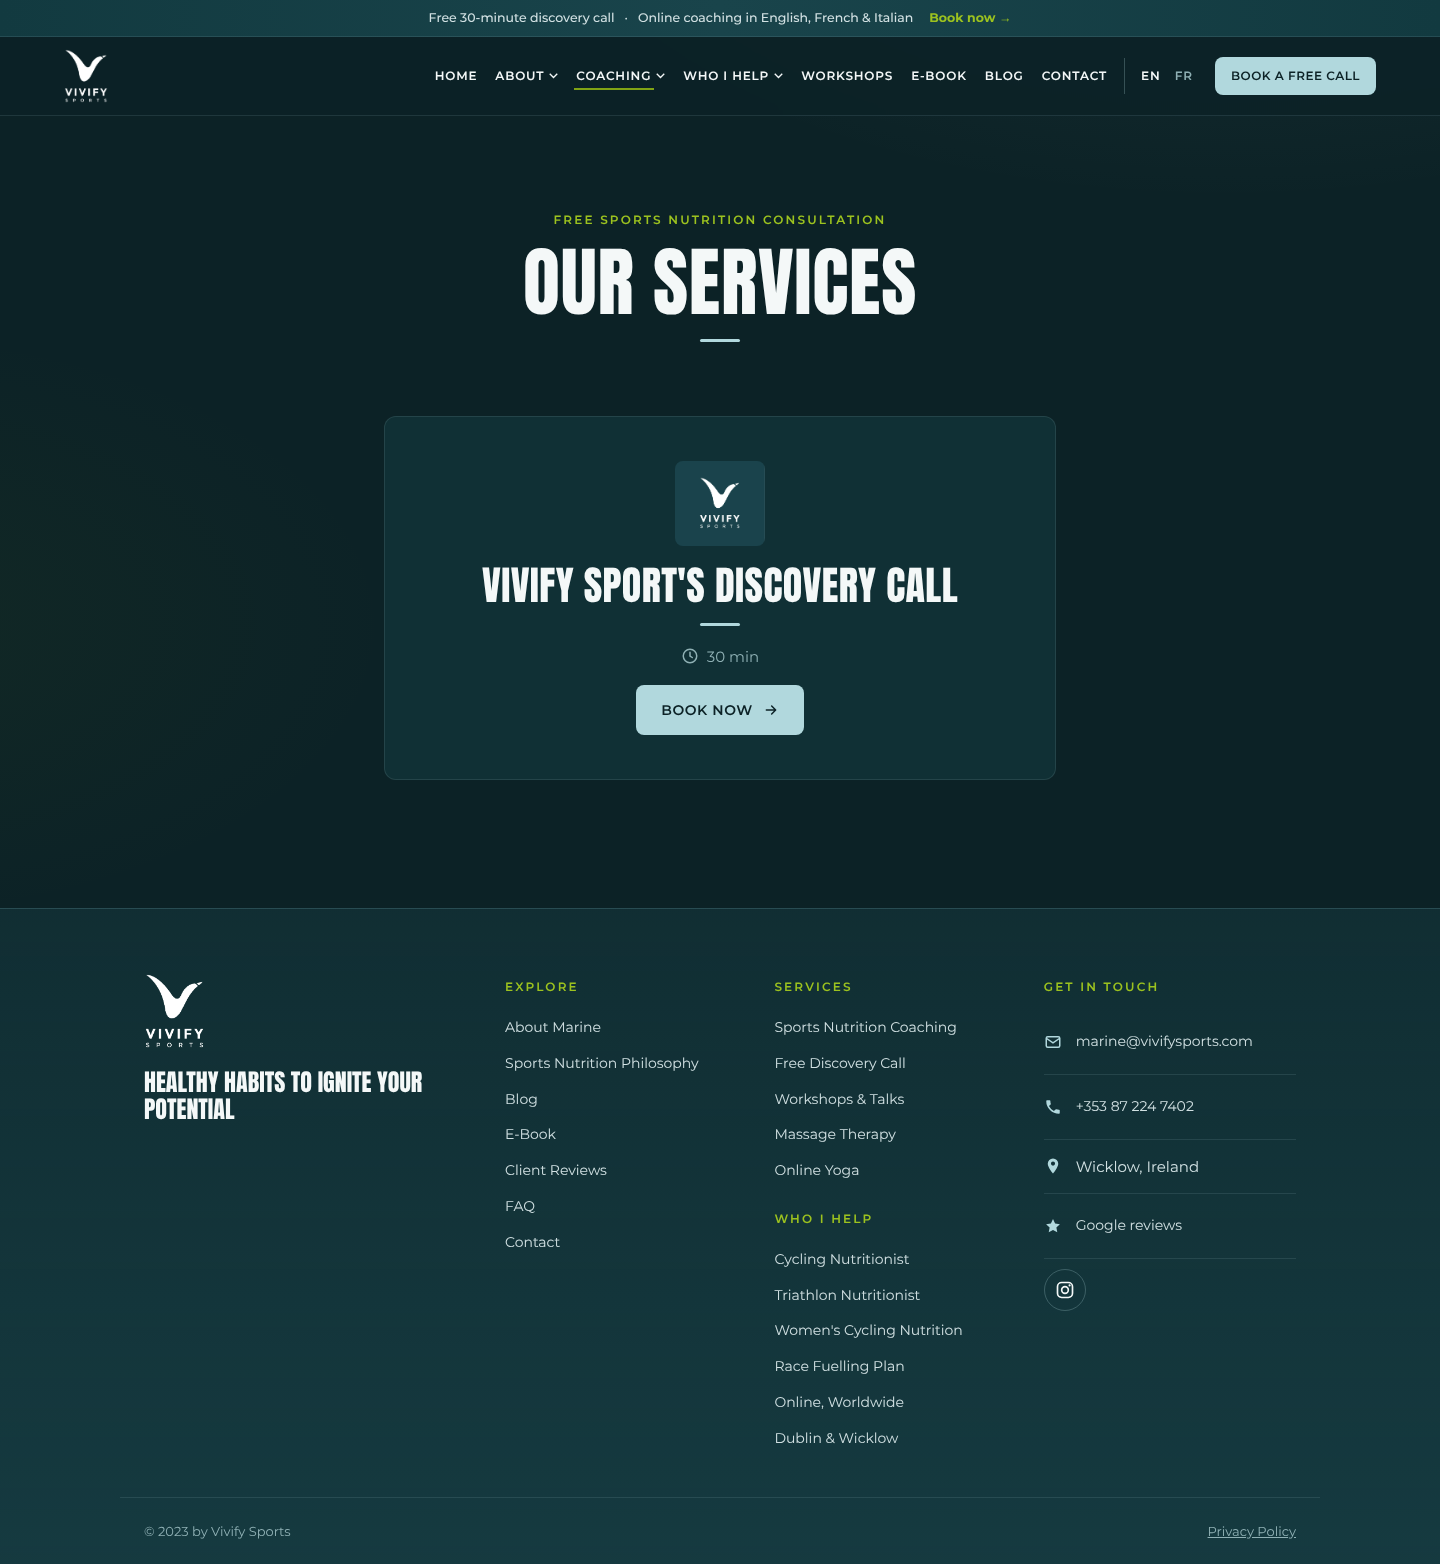 Free 30-minute discovery call · Online coaching in English, French & Italian Book now →
VIVIFY
SPORTS
HOME ABOUT COACHING WHO I HELP WORKSHOPS E-BOOK BLOG CONTACT EN FR BOOK A FREE CALL
FREE SPORTS NUTRITION CONSULTATION
OUR SERVICES
VIVIFY
SPORTS
VIVIFY SPORT'S DISCOVERY CALL
30 min
BOOK NOW →
VIVIFY
SPORTS
HEALTHY HABITS TO IGNITE YOUR
POTENTIAL
EXPLORE
About Marine
Sports Nutrition Philosophy
Blog
E-Book
Client Reviews
FAQ
Contact
SERVICES
Sports Nutrition Coaching
Free Discovery Call
Workshops & Talks
Massage Therapy
Online Yoga
WHO I HELP
Cycling Nutritionist
Triathlon Nutritionist
Women's Cycling Nutrition
Race Fuelling Plan
Online, Worldwide
Dublin & Wicklow
GET IN TOUCH
marine@vivifysports.com
+353 87 224 7402
Wicklow, Ireland
Google reviews
© 2023 by Vivify Sports
Privacy Policy